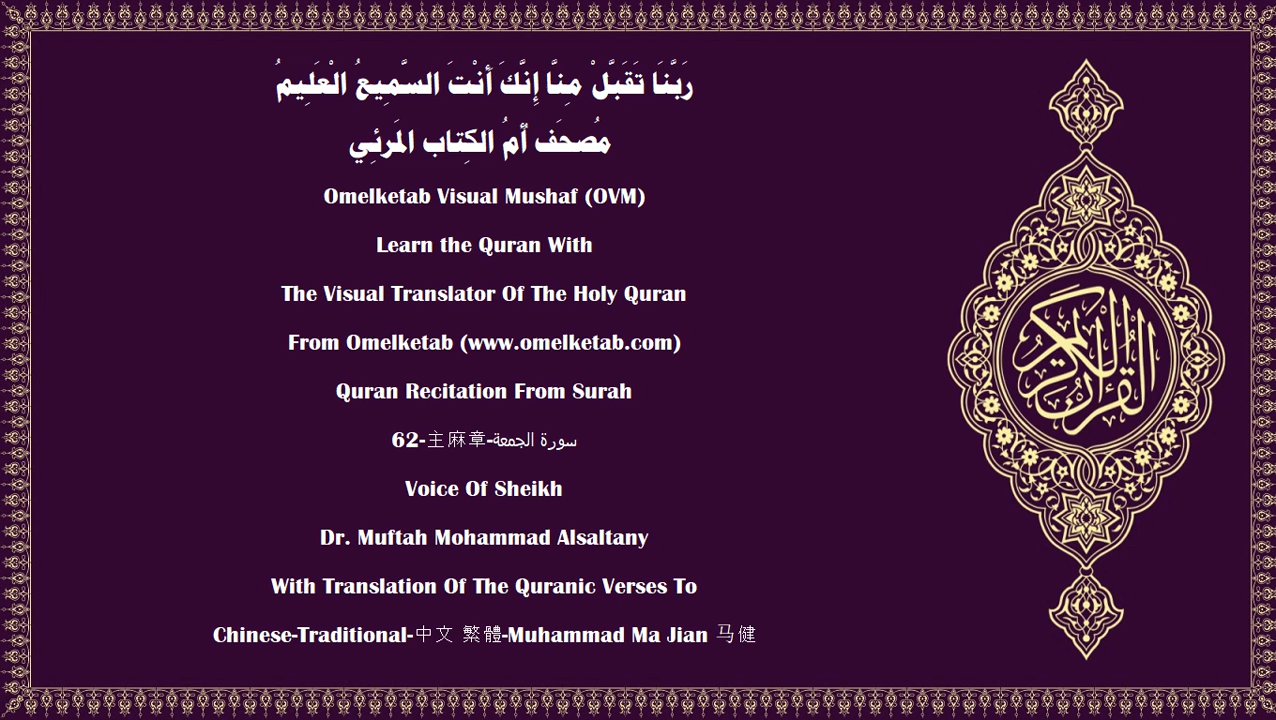 رَبَّنَا تَقَبَّلْ مِنَّا إِنَّكَ أَنْتَ السَّمِيعُ الْعَلِيمُ
مُصحَف أمُ الكِتاب المَرئِي
Omelketab Visual Mushaf (OVM)
Learn the Quran With
The Visual Translator Of The Holy Quran
From Omelketab (www.omelketab.com)
Quran Recitation From Surah
62-主麻章-سورة الجمعة
Voice Of Sheikh
Dr. Muftah Mohammad Alsaltany
With Translation Of The Quranic Verses To
Chinese-Traditional-中文 繁體-Muhammad Ma Jian 马健
القرآن الكريم